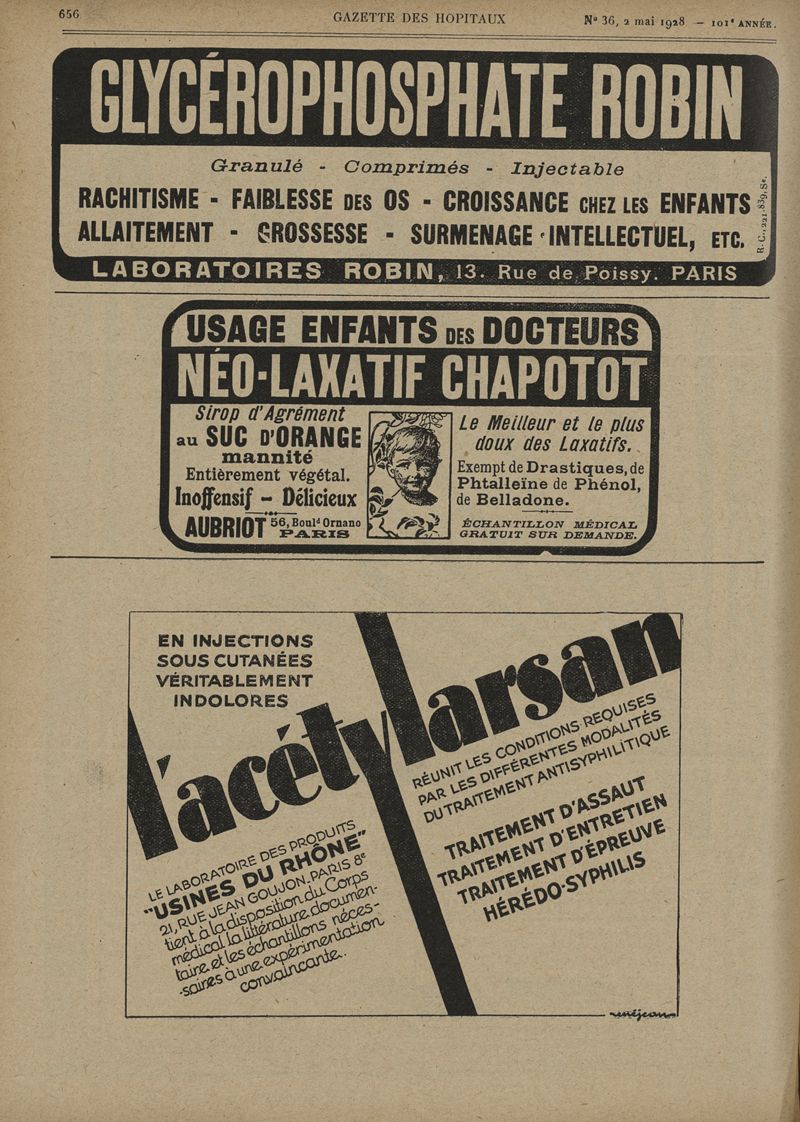 656
GAZETTE DES HOPITAUX
Nº 36, 2 mai 1928 — 101e ANNÉE.
GLYCÉROPHOSPHATE ROBIN
Granulé - Comprimés - Injectable
RACHITISME - FAIBLESSE DES OS - CROISSANCE CHEZ LES ENFANTS
ALLAITEMENT - GROSSESSE - SURMENAGE INTELLECTUEL, ETC.
R. C., 221.839, Se.
LABORATOIRES ROBIN, 13. Rue de Poissy. PARIS
USAGE ENFANTS DES DOCTEURS
NÉO-LAXATIF CHAPOTOT
Sirop d'Agrément
au SUC D'ORANGE
mannité
Entièrement végétal.
Inoffensif - Délicieux
AUBRIOT 56, Bould Ornano
PARIS
Le Meilleur et le plus
doux des Laxatifs.
Exempt de Drastiques, de
Phtalleïne de Phénol,
de Belladone.
ÉCHANTILLON MÉDICAL
GRATUIT SUR DEMANDE.
EN INJECTIONS
SOUS CUTANÉES
VÉRITABLEMENT
INDOLORES
l'acétylarsan
RÉUNIT LES CONDITIONS REQUISES
PAR LES DIFFÉRENTES MODALITÉS
DU TRAITEMENT ANTISYPHILITIQUE
TRAITEMENT D'ASSAUT
TRAITEMENT D'ENTRETIEN
TRAITEMENT D'ÉPREUVE
HÉRÉDO-SYPHILIS
LE LABORATOIRE DES PRODUITS
"USINES DU RHÔNE"
21, RUE JEAN GOUJON-PARIS 8e
tient à la disposition du Corps
médical la littérature documen-
taire et les échantillons néces-
-saires à une expérimentation
convaincante.
renéjean